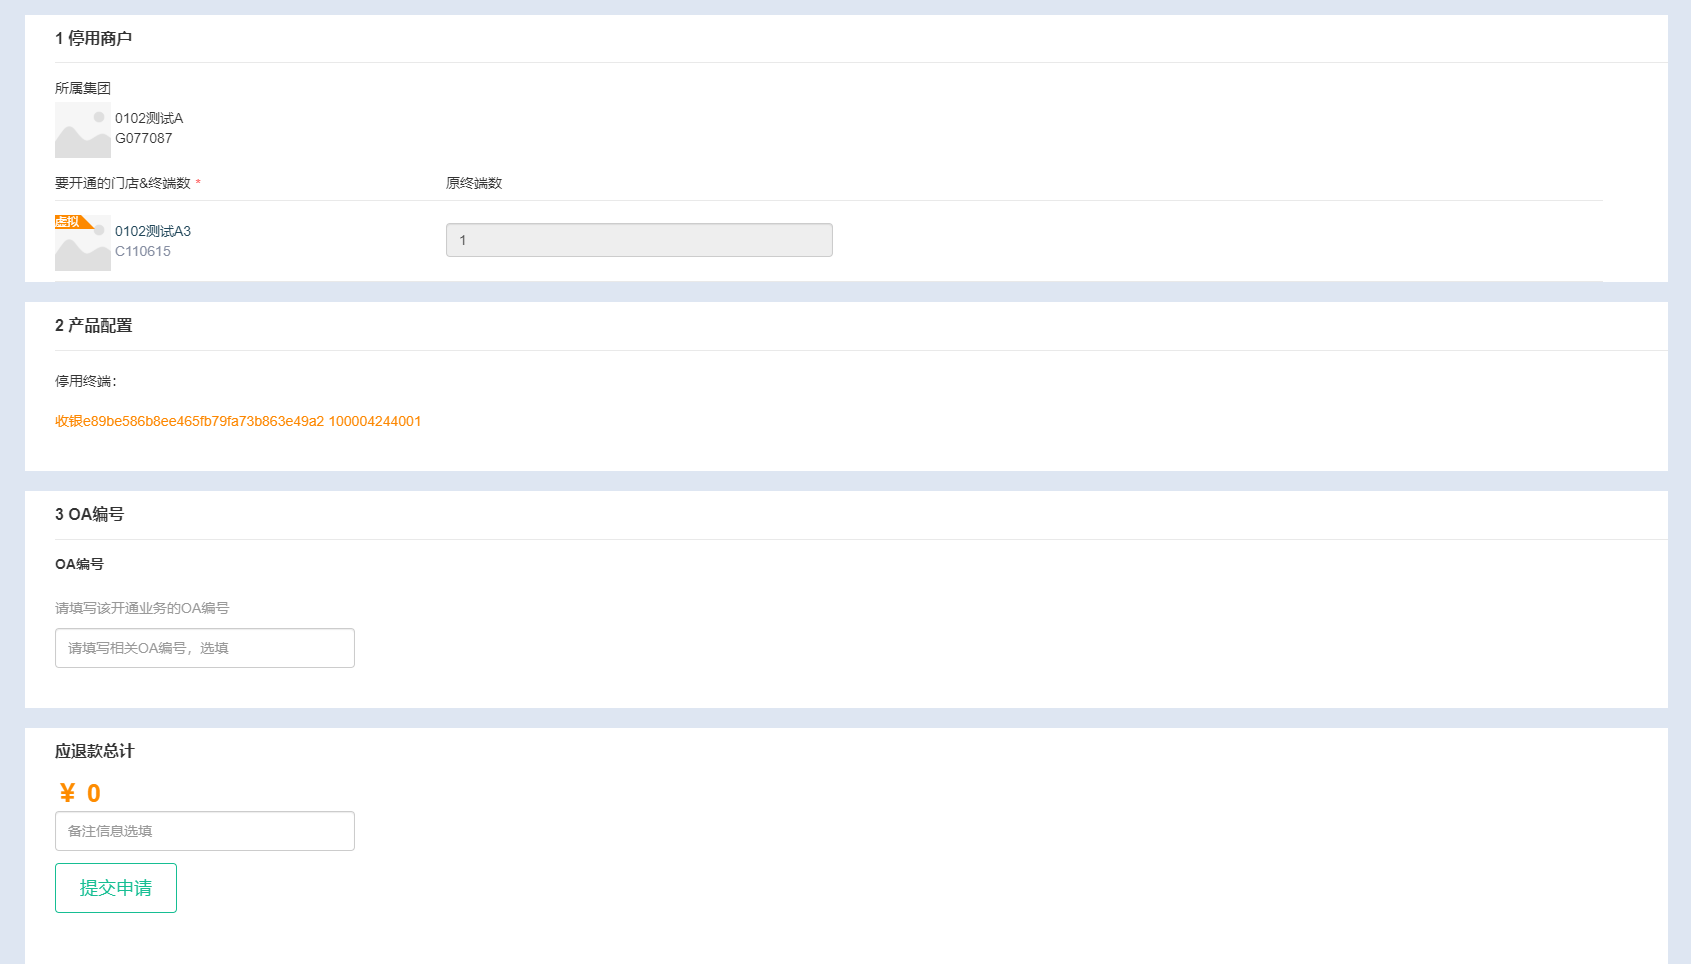 1 停用商户
所属集团
0102测试A
G077087
要开通的门店&终端数 *
原终端数
虚拟
0102测试A3
C110615
1
2 产品配置
停用终端：
收银e89be586b8ee465fb79fa73b863e49a2 100004244001
3 OA编号
OA编号
请填写该开通业务的OA编号
请填写相关OA编号，选填
应退款总计
¥ 0
备注信息选填
提交申请